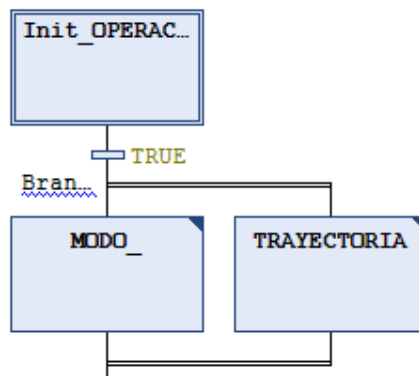 Init_OPERAC...
TRUE
Bran...
MODO_
TRAYECTORIA